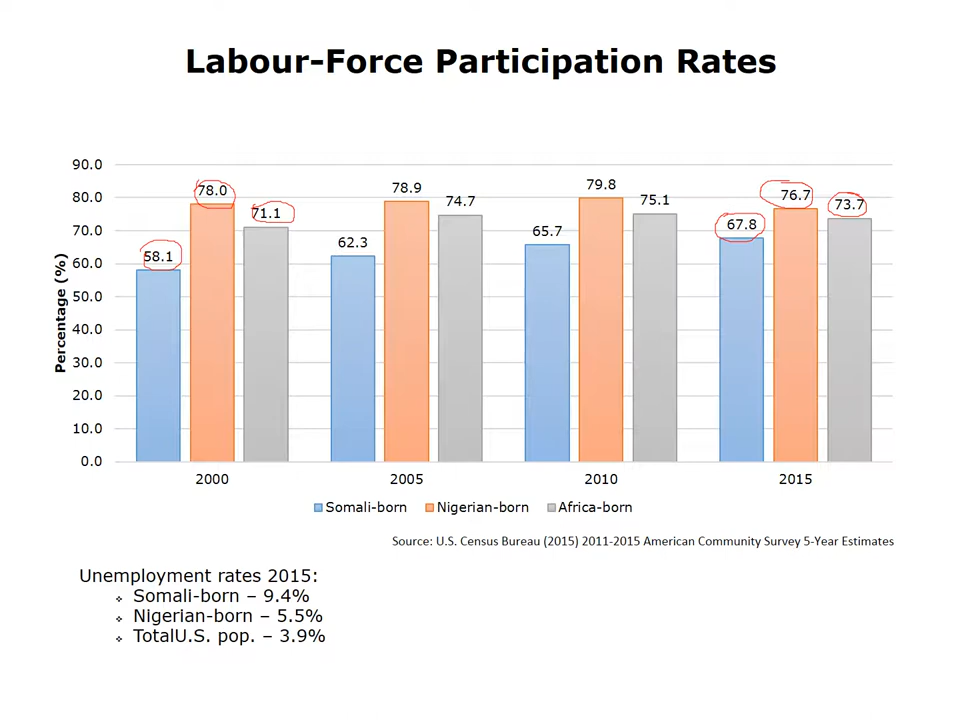 Labour-Force Participation Rates
90.0
80.0
70.0
60.0
50.0
40.0
30.0
20.0
10.0
0.0
Percentage (%)
58.1
78.0
71.1
62.3
78.9
74.7
65.7
79.8
75.1
67.8
76.7
73.7
2000
2005
2010
2015
Somali-born
Nigerian-born
Africa-born
Source: U.S. Census Bureau (2015) 2011-2015 American Community Survey 5-Year Estimates
Unemployment rates 2015:
Somali-born – 9.4%
Nigerian-born – 5.5%
TotalU.S. pop. – 3.9%